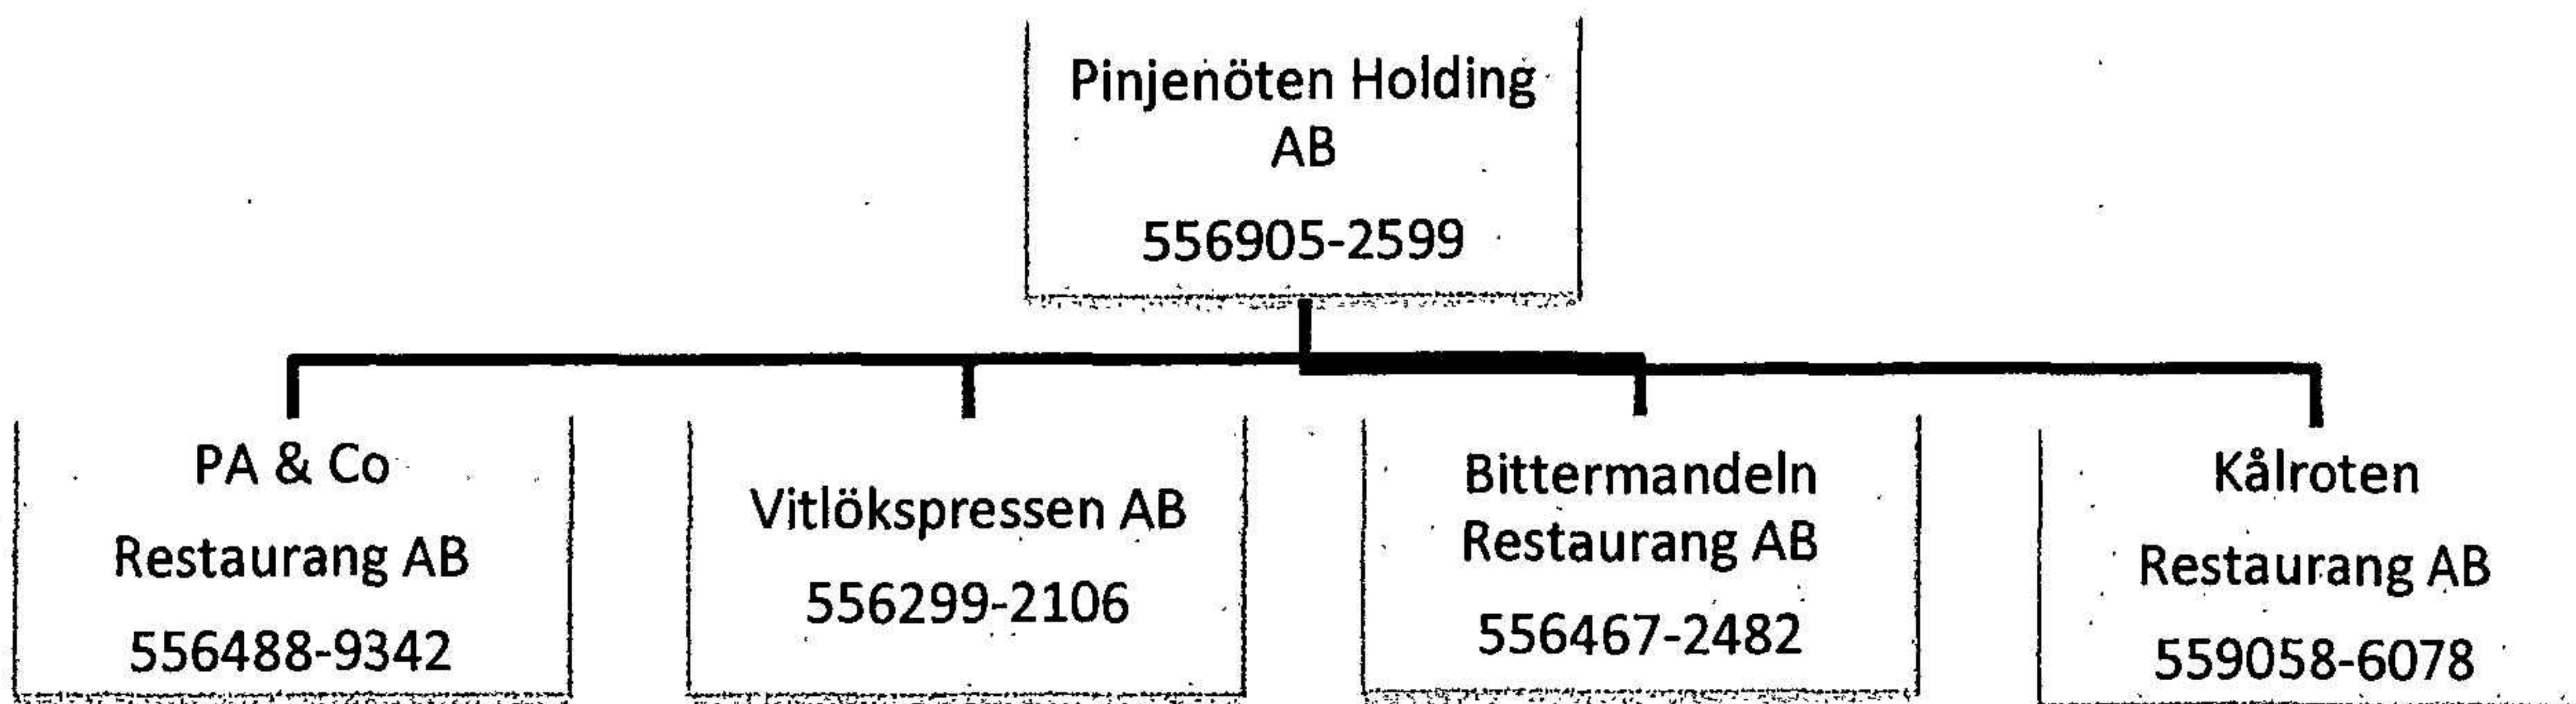 Pinjenöten Holding
AB
556905-2599
PA & Co
Restaurang AB
556488-9342
Vitlökspressen AB
556299-2106
Bittermandeln
Restaurang AB
556467-2482
Kålroten
Restaurang AB
559058-6078